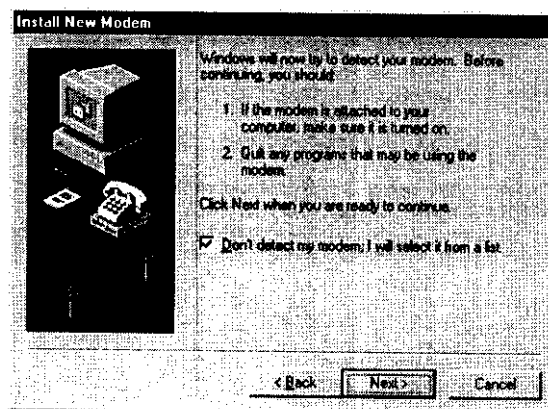 Install New Modem
Windows will now try to detect your modem. Before
continuing, you should:
1. If the modem is attached to your
computer, make sure it is turned on.
2. Quit any programs that may be using the
modem.
Click Next when you are ready to continue.
Don't detect my modem; I will select it from a list.
< Back
Next >
Cancel